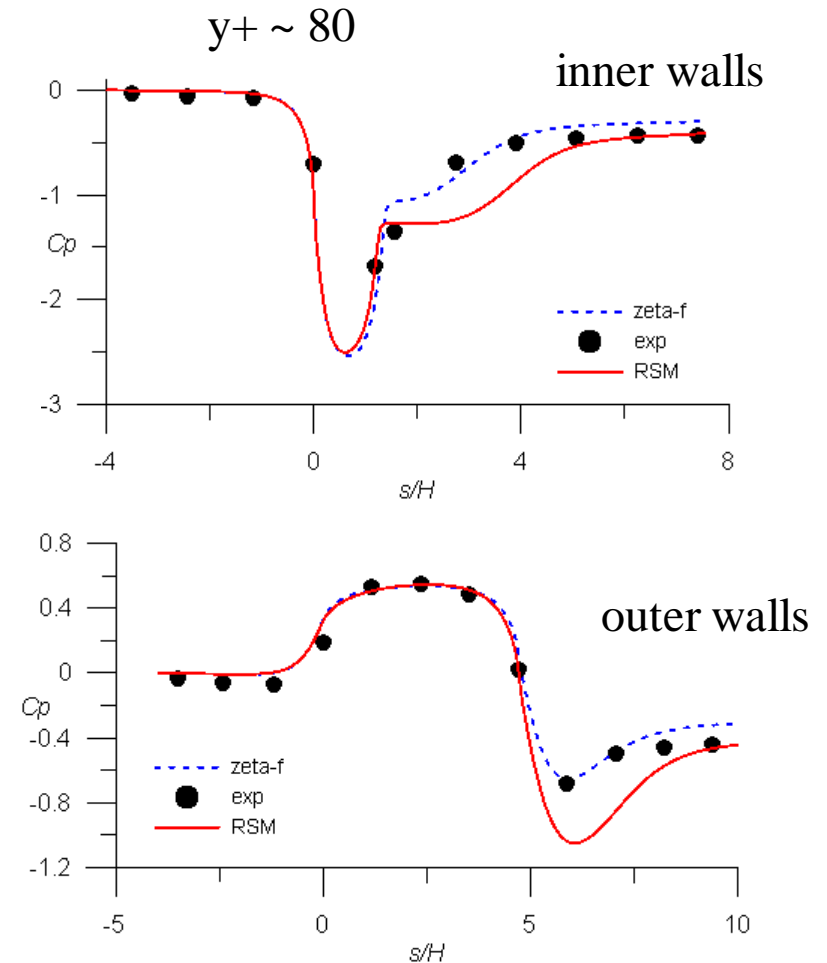 y+ ~ 80
inner walls
0
-1
Cp
-2
-3
zeta-f
exp
RSM
-4 0 4 8
s/H
0.8
0.4
outer walls
0
Cp
-0.4
-0.8
-1.2
zeta-f
exp
RSM
-5 0 5 10
s/H